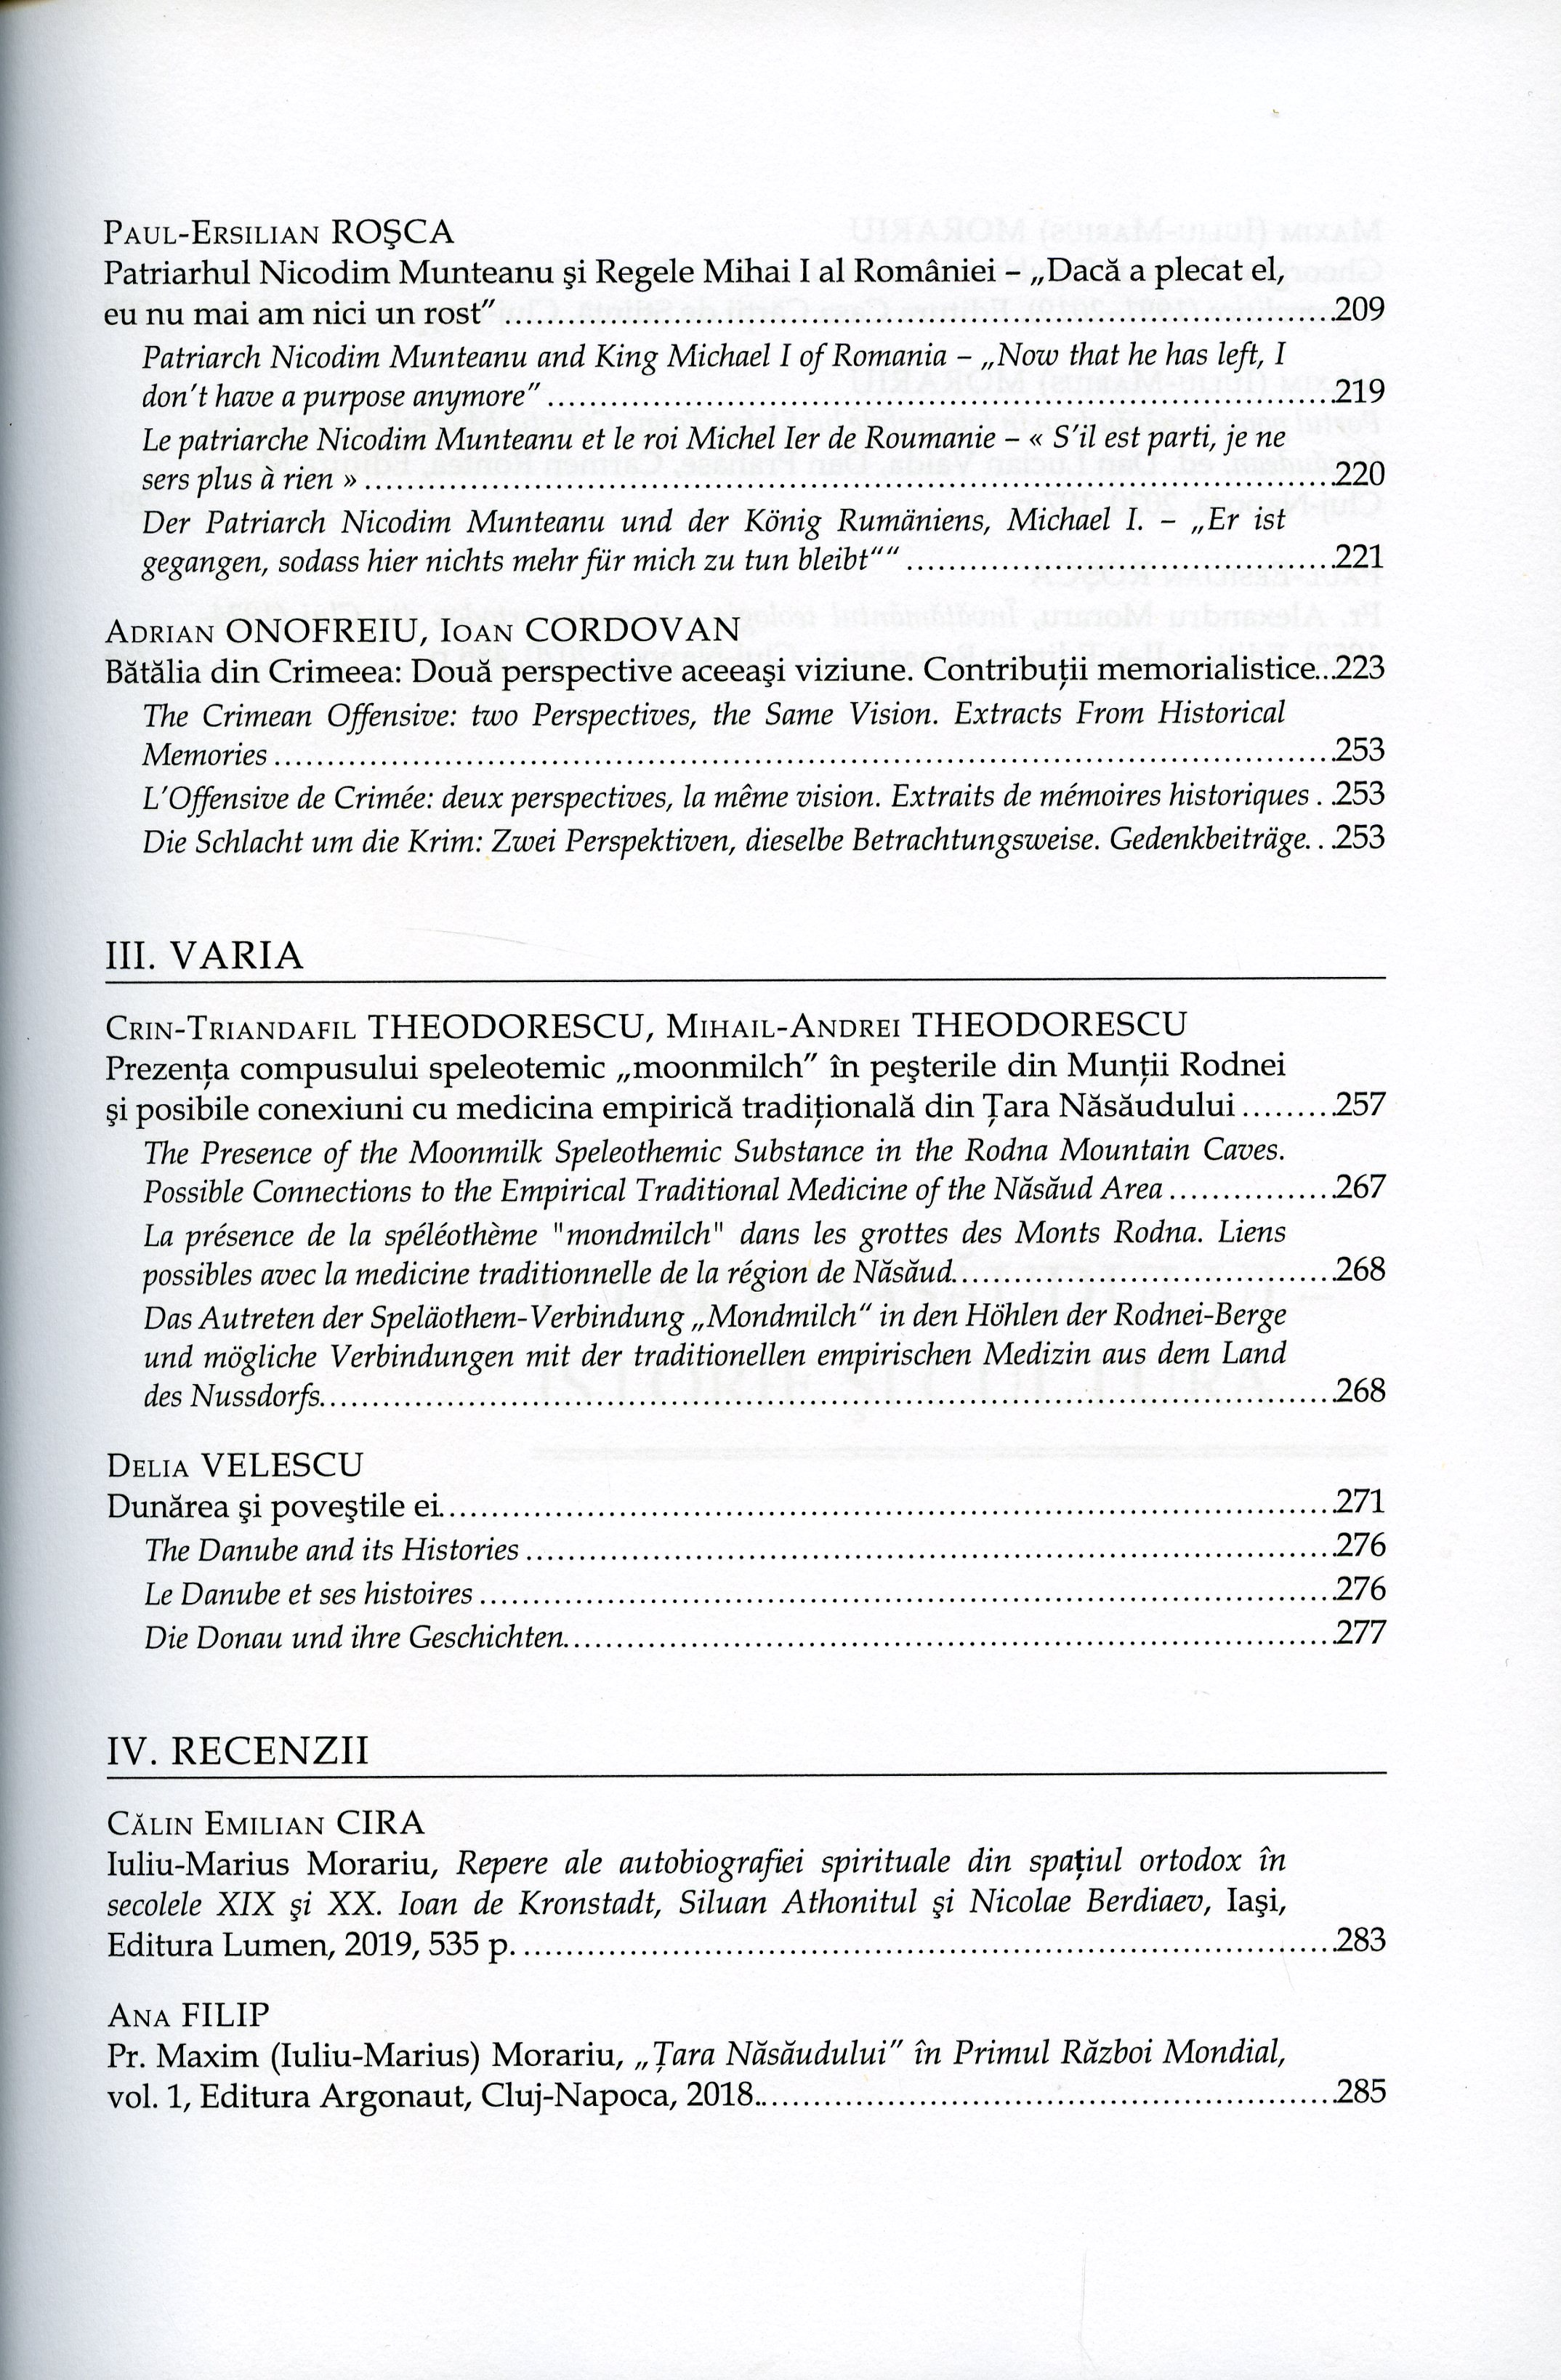 PAUL-ERSILIAN ROŞCA
Patriarhul Nicodim Munteanu şi Regele Mihai I al României – „Dacă a plecat el,
eu nu mai am nici un rost” ..........209
Patriarch Nicodim Munteanu and King Michael I of Romania – „Now that he has left, I
don't have a purpose anymore” ..........219
Le patriarche Nicodim Munteanu et le roi Michel Ier de Roumanie – « S'il est parti, je ne
sers plus à rien » ..........220
Der Patriarch Nicodim Munteanu und der König Rumäniens, Michael I. – „Er ist
gegangen, sodass hier nichts mehr für mich zu tun bleibt““ ..........221
ADRIAN ONOFREIU, IOAN CORDOVAN
Bătălia din Crimeea: Două perspective aceeaşi viziune. Contribuţii memorialistice...223
The Crimean Offensive: two Perspectives, the Same Vision. Extracts From Historical
Memories ..........253
L'Offensive de Crimée: deux perspectives, la même vision. Extraits de mémoires historiques . .253
Die Schlacht um die Krim: Zwei Perspektiven, dieselbe Betrachtungsweise. Gedenkbeiträge. . .253
III. VARIA
CRIN-TRIANDAFIL THEODORESCU, MIHAIL-ANDREI THEODORESCU
Prezenţa compusului speleotemic „moonmilch” în peşterile din Munţii Rodnei
şi posibile conexiuni cu medicina empirică tradiţională din Ţara Năsăudului .........257
The Presence of the Moonmilk Speleothemic Substance in the Rodna Mountain Caves.
Possible Connections to the Empirical Traditional Medicine of the Năsăud Area ..........267
La présence de la spéléothème "mondmilch" dans les grottes des Monts Rodna. Liens
possibles avec la medicine traditionnelle de la région de Năsăud..........268
Das Autreten der Speläothem-Verbindung „Mondmilch“ in den Höhlen der Rodnei-Berge
und mögliche Verbindungen mit der traditionellen empirischen Medizin aus dem Land
des Nussdorfs..........268
DELIA VELESCU
Dunărea şi poveştile ei..........271
The Danube and its Histories ..........276
Le Danube et ses histoires ..........276
Die Donau und ihre Geschichten..........277
IV. RECENZII
CĂLIN EMILIAN CIRA
Iuliu-Marius Morariu, Repere ale autobiografiei spirituale din spaţiul ortodox în
secolele XIX şi XX. Ioan de Kronstadt, Siluan Athonitul şi Nicolae Berdiaev, Iaşi,
Editura Lumen, 2019, 535 p...........283
ANA FILIP
Pr. Maxim (Iuliu-Marius) Morariu, „Ţara Năsăudului” în Primul Război Mondial,
vol. 1, Editura Argonaut, Cluj-Napoca, 2018...........285